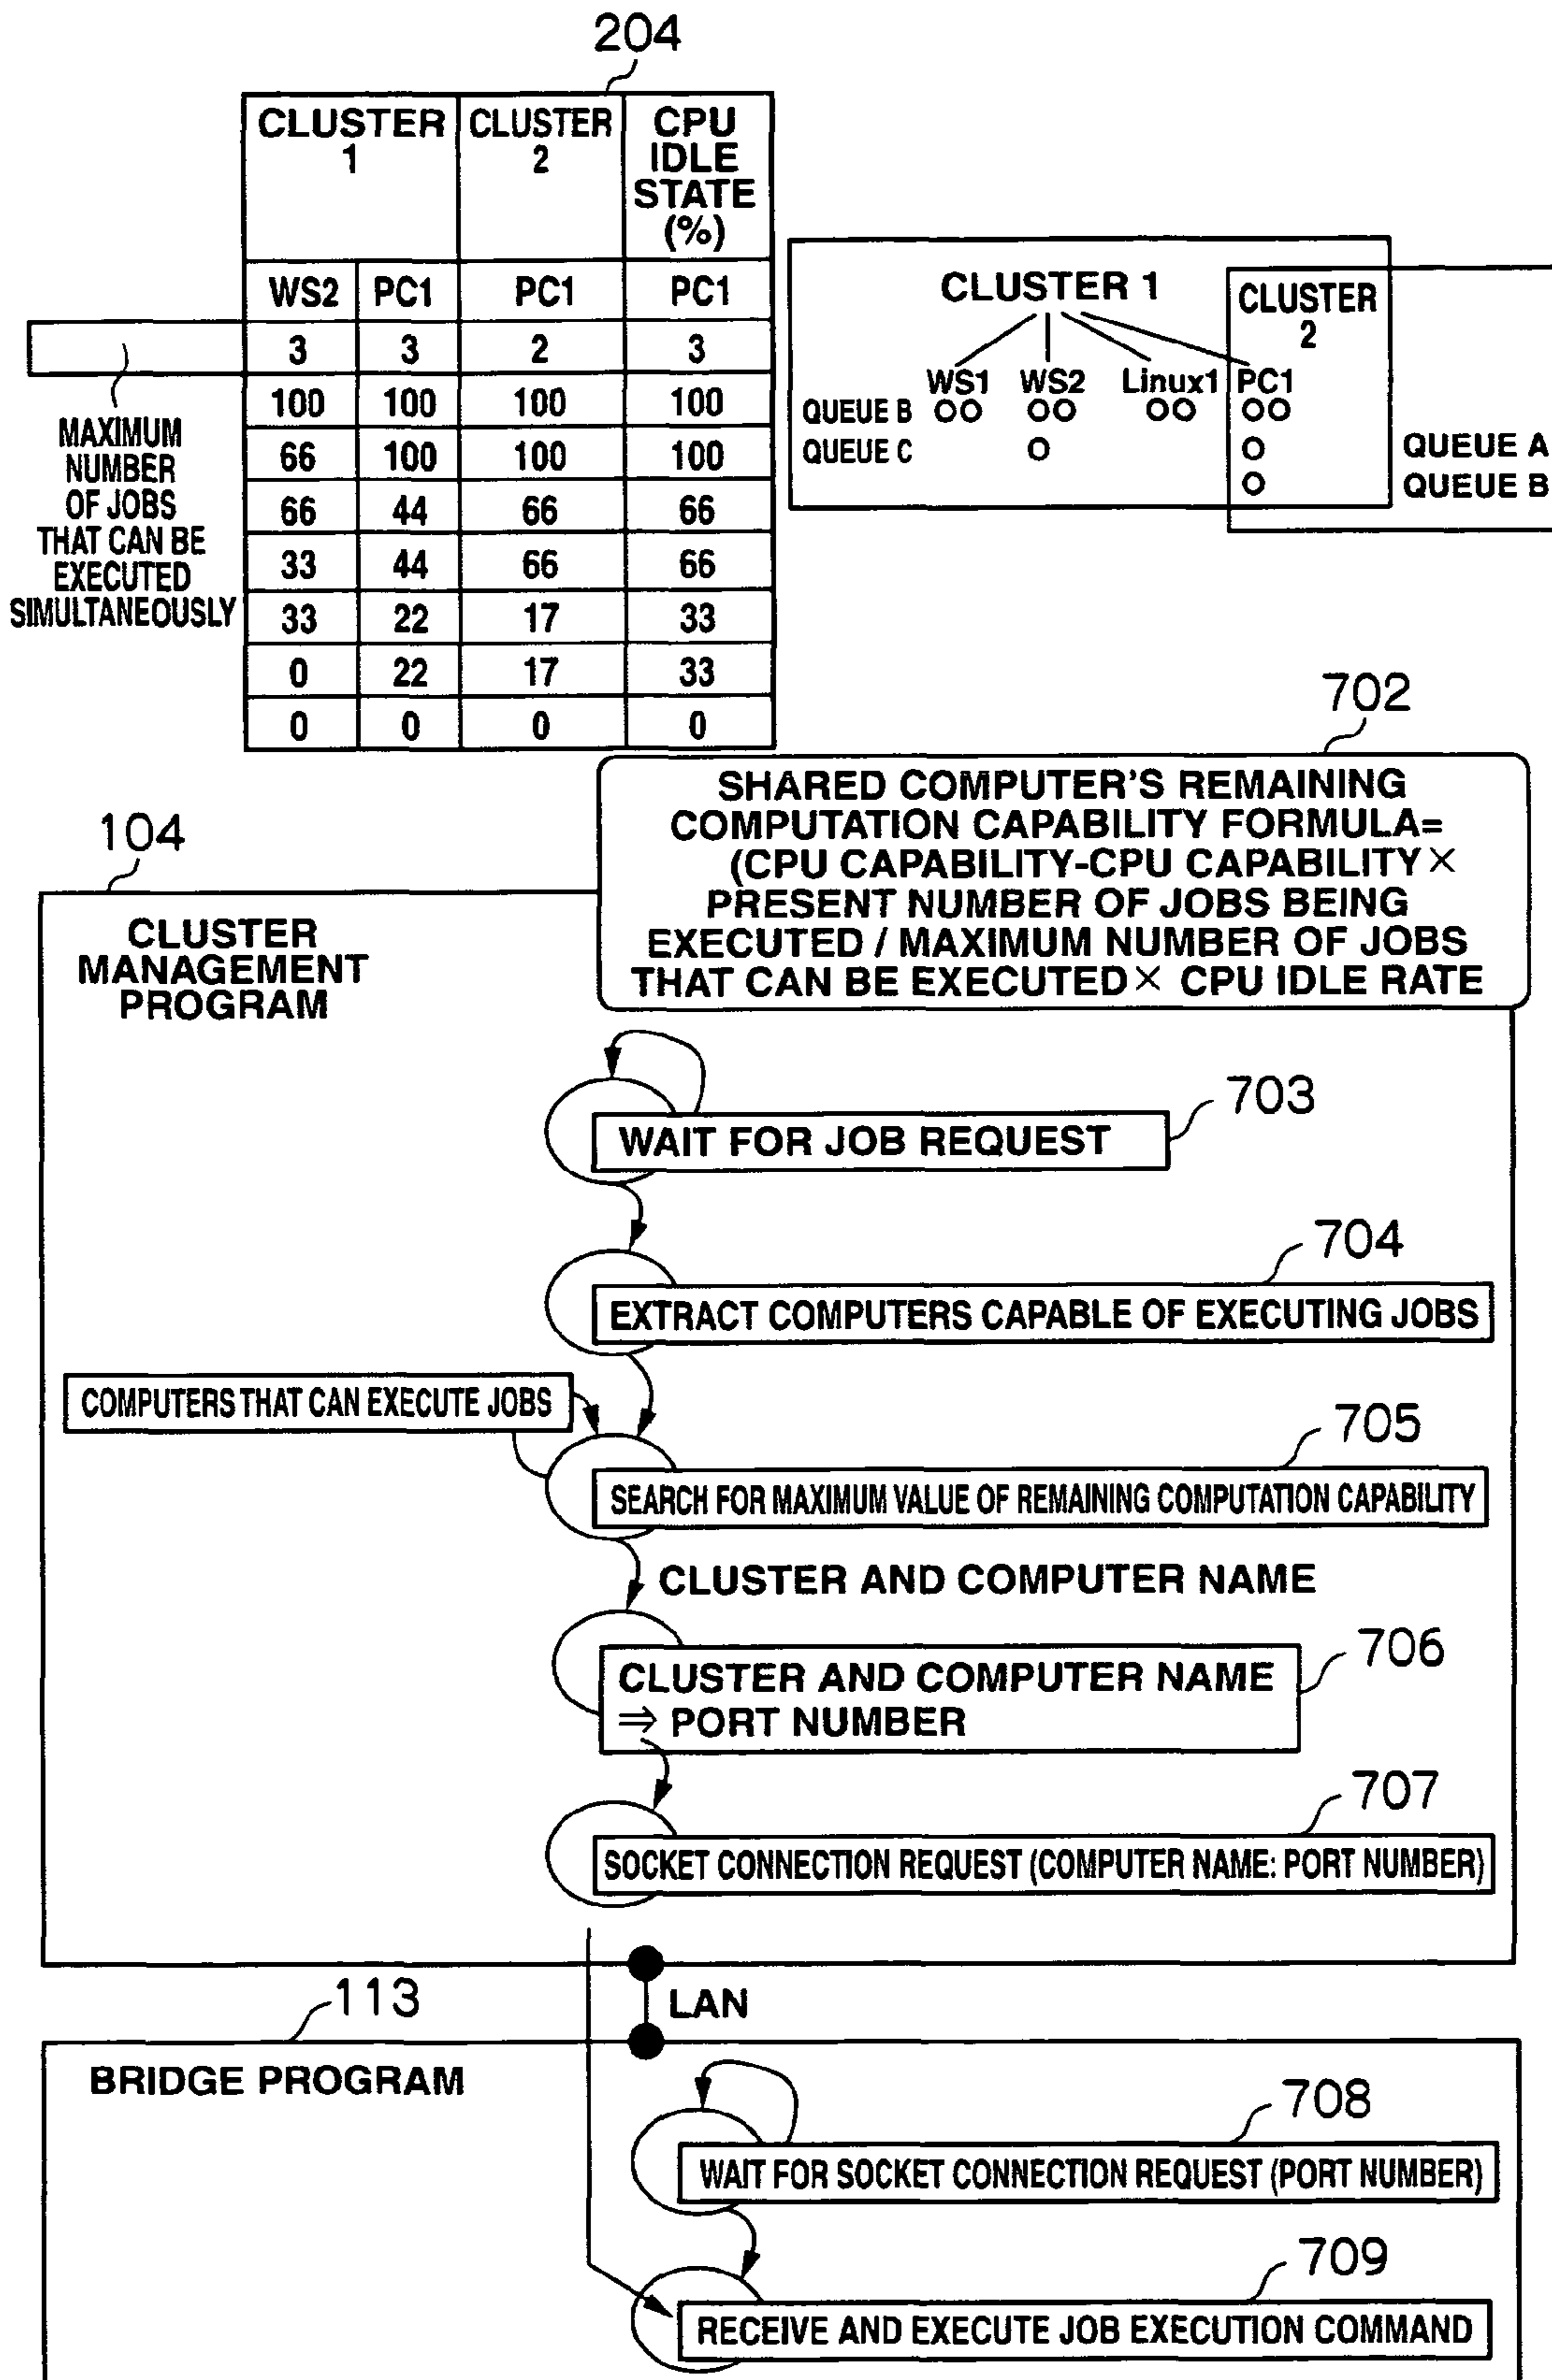 204
CLUSTER 1 CLUSTER 2 CPU IDLE STATE (%)
WS2 PC1 PC1 PC1
3 3 2 3
100 100 100 100
66 100 100 100
66 44 66 66
33 44 66 66
33 22 17 33
0 22 17 33
0 0 0 0
MAXIMUM
NUMBER
OF JOBS
THAT CAN BE
EXECUTED
SIMULTANEOUSLY
CLUSTER 1
CLUSTER
2
WS1 WS2 Linux1 PC1
QUEUE B
QUEUE C
QUEUE A
QUEUE B
702
SHARED COMPUTER'S REMAINING
COMPUTATION CAPABILITY FORMULA=
(CPU CAPABILITY-CPU CAPABILITY×
PRESENT NUMBER OF JOBS BEING
EXECUTED / MAXIMUM NUMBER OF JOBS
THAT CAN BE EXECUTED× CPU IDLE RATE
104
CLUSTER
MANAGEMENT
PROGRAM
703
WAIT FOR JOB REQUEST
704
EXTRACT COMPUTERS CAPABLE OF EXECUTING JOBS
COMPUTERS THAT CAN EXECUTE JOBS
705
SEARCH FOR MAXIMUM VALUE OF REMAINING COMPUTATION CAPABILITY
CLUSTER AND COMPUTER NAME
706
CLUSTER AND COMPUTER NAME
⇒ PORT NUMBER
707
SOCKET CONNECTION REQUEST (COMPUTER NAME: PORT NUMBER)
LAN
113
BRIDGE PROGRAM
708
WAIT FOR SOCKET CONNECTION REQUEST (PORT NUMBER)
709
RECEIVE AND EXECUTE JOB EXECUTION COMMAND